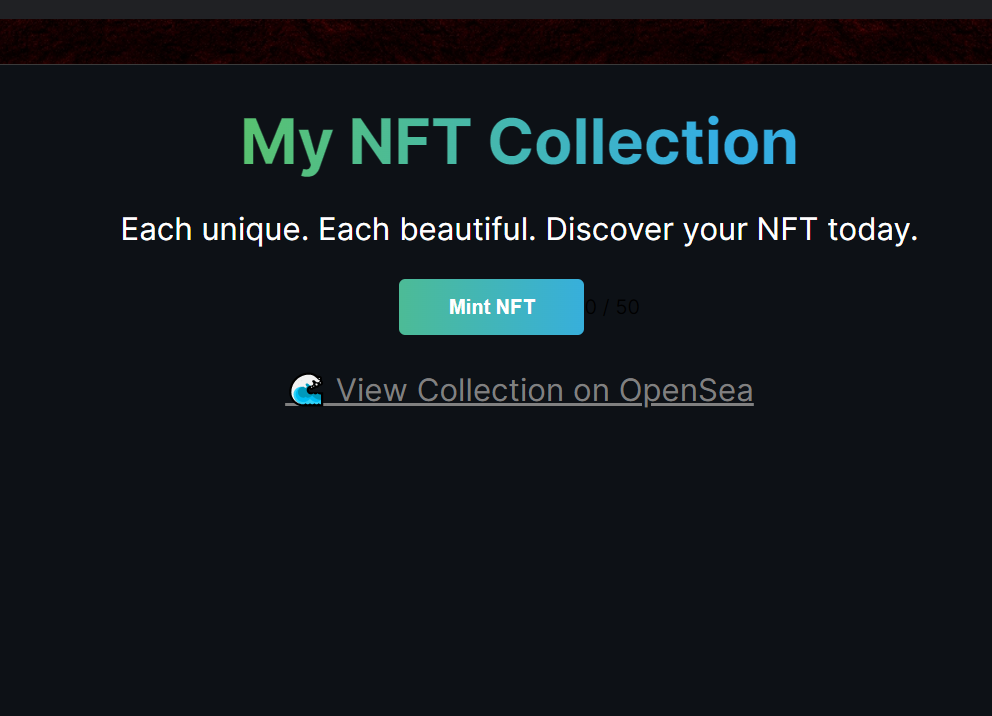 My NFT Collection
Each unique. Each beautiful. Discover your NFT today.
Mint NFT 0 / 50
🌊 View Collection on OpenSea